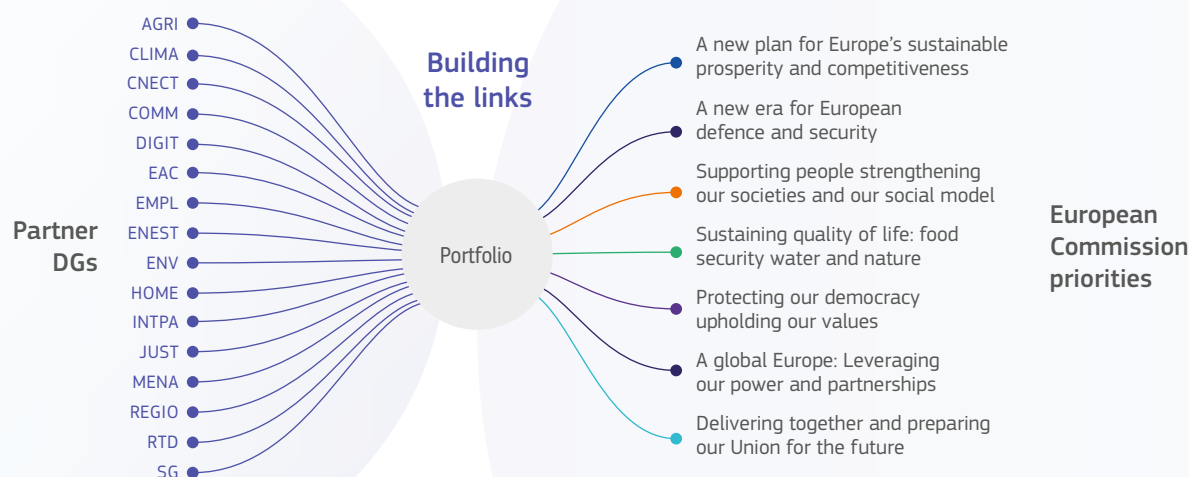 Partner
DGs
AGRI
CLIMA
CNECT
COMM
DIGIT
EAC
EMPL
ENEST
ENV
HOME
INTPA
JUST
MENA
REGIO
RTD
SG
Building
the links
Portfolio
A new plan for Europe’s sustainable
prosperity and competitiveness
A new era for European
defence and security
Supporting people strengthening
our societies and our social model
Sustaining quality of life: food
security water and nature
Protecting our democracy
upholding our values
A global Europe: Leveraging
our power and partnerships
Delivering together and preparing
our Union for the future
European
Commission
priorities